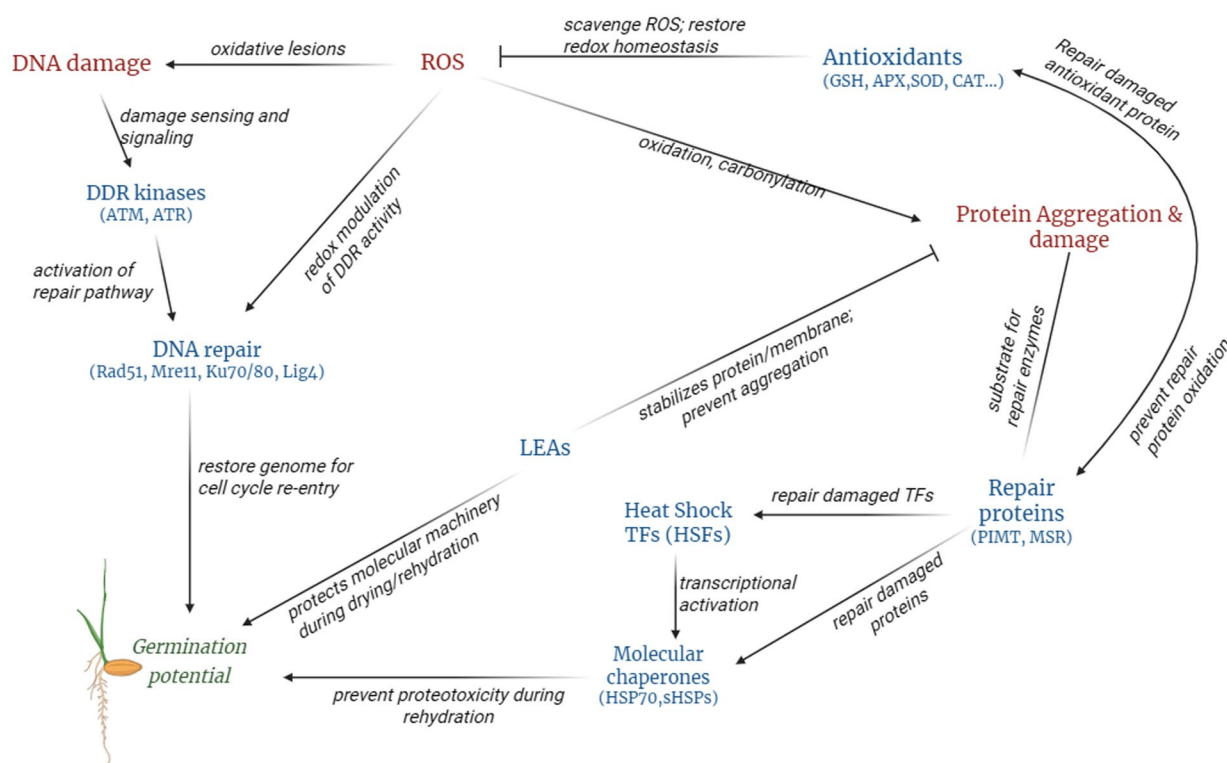 scavenge ROS; restore
redox homeostasis
DNA damage
oxidative lesions
ROS
Antioxidants
(GSH, APX,SOD, CAT...)
Repair damaged
antioxidant protein
damage sensing and
signaling
oxidation, carbonylation
DDR kinases
(ATM, ATR)
redox modulation
of DDR activity
Protein Aggregation &
damage
activation of
repair pathway
DNA repair
(Rad51, Mre11, Ku70/80, Lig4)
stabilizes protein/membrane;
prevent aggregation
substrate for
repair enzymes
prevent repair
protein oxidation
LEAs
restore genome for
cell cycle re-entry
Heat Shock
TFs (HSFs)
repair damaged TFs
Repair
proteins
(PIMT, MSR)
protects molecular machinery
during drying/rehydration
transcriptional
activation
repair damaged
proteins
Germination
potential
Molecular
chaperones
(HSP70,sHSPs)
prevent proteotoxicity during
rehydration